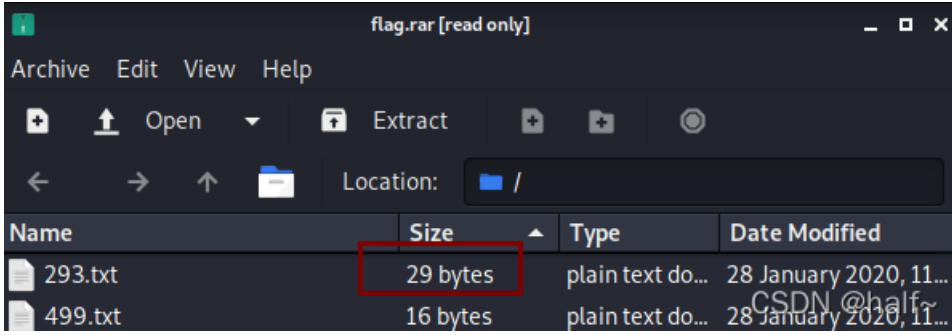 flag.rar [read only]
Archive Edit View Help
Open Extract
Location: /
Name Size Type Date Modified
293.txt 29 bytes plain text do... 28 January 2020, 11...
499.txt 16 bytes plain text do... 28 January 2020, 11...
CSDN @half~